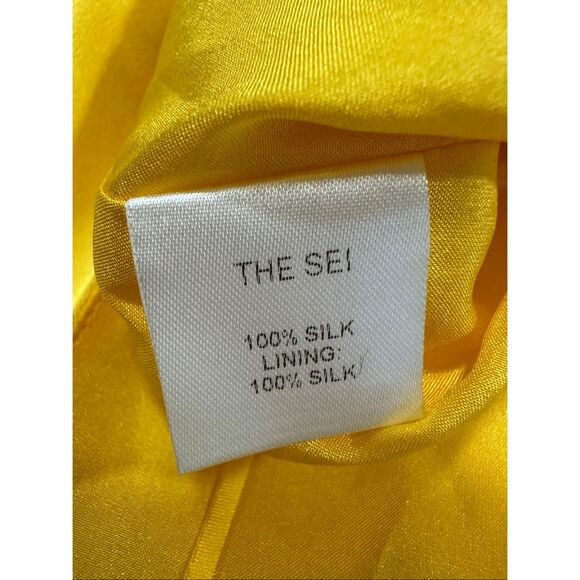 THE SEI
100% SILK
LINING:
100% SILK